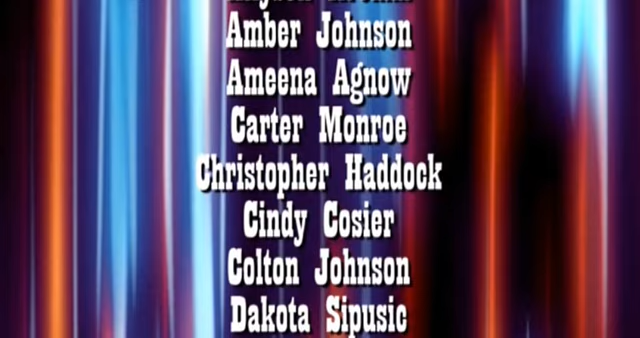 Amber Johnson
Ameena Agnow
Carter Monroe
Christopher Haddock
Cindy Cosier
Colton Johnson
Dakota Sipusic